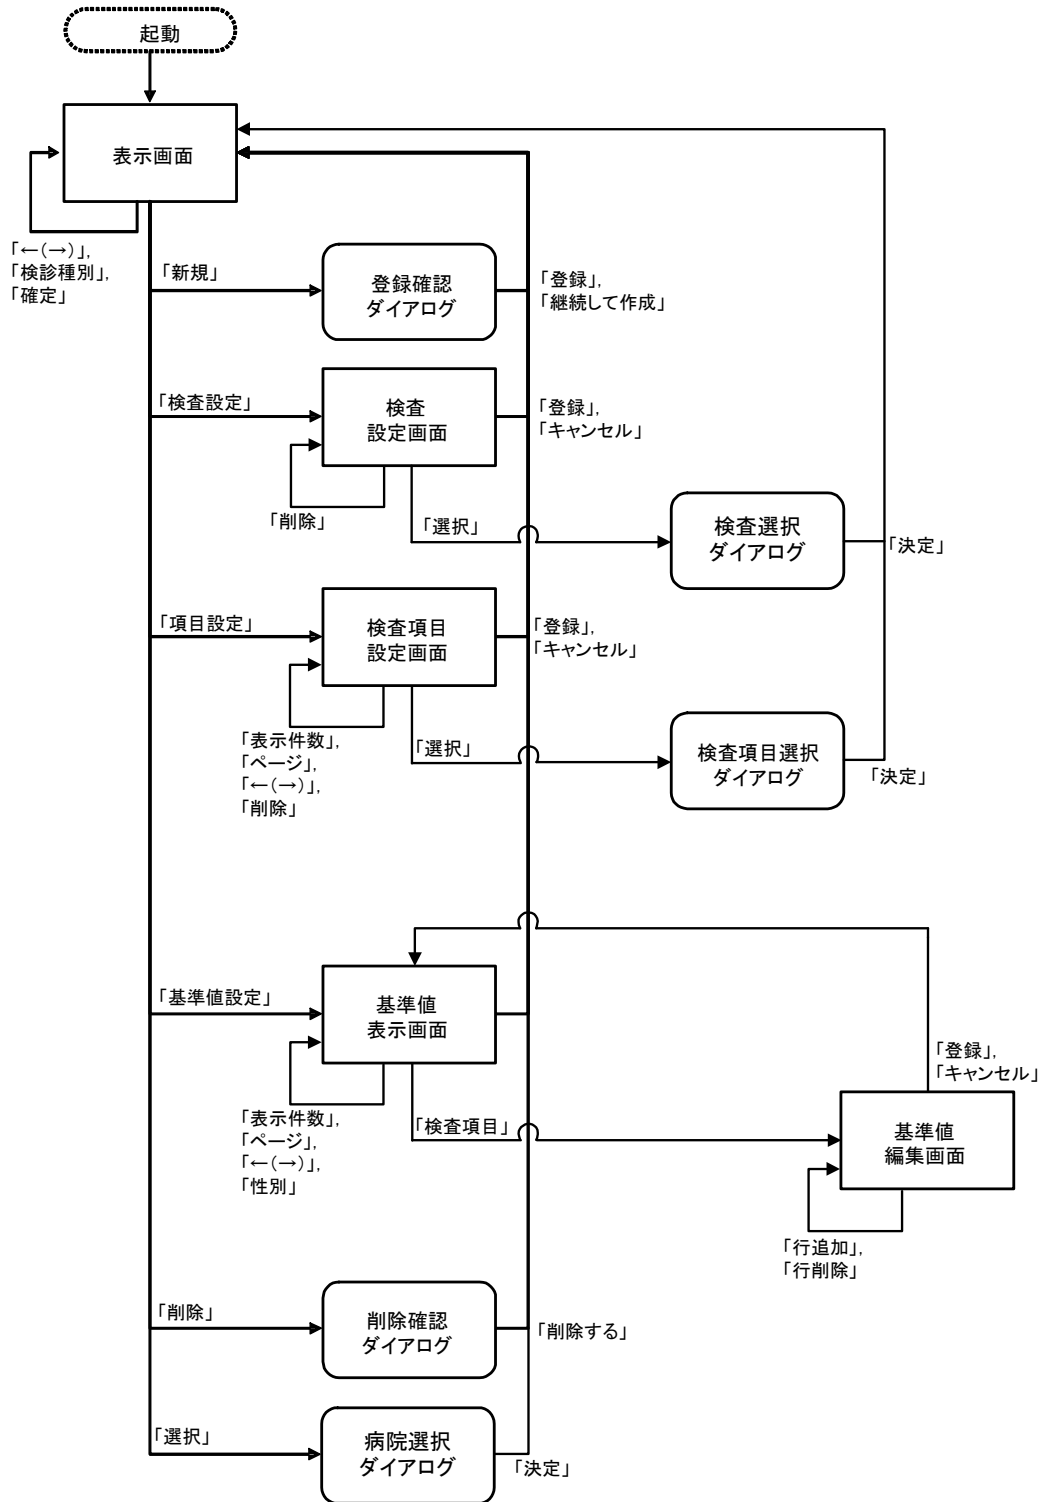 起動
表示画面
「←(→)」,
「検診種別」,
「確定」
「新規」
登録確認
ダイアログ
「登録」,
「継続して作成」
「検査設定」
検査
設定画面
「登録」,
「キャンセル」
「削除」
「選択」
検査選択
ダイアログ
「決定」
「項目設定」
検査項目
設定画面
「登録」,
「キャンセル」
「表示件数」,
「ページ」,
「←(→)」,
「削除」
「選択」
検査項目選択
ダイアログ
「決定」
「基準値設定」
基準値
表示画面
「登録」,
「キャンセル」
「表示件数」,
「ページ」,
「←(→)」,
「性別」
「検査項目」
基準値
編集画面
「行追加」,
「行削除」
「削除」
削除確認
ダイアログ
「削除する」
「選択」
病院選択
ダイアログ
「決定」